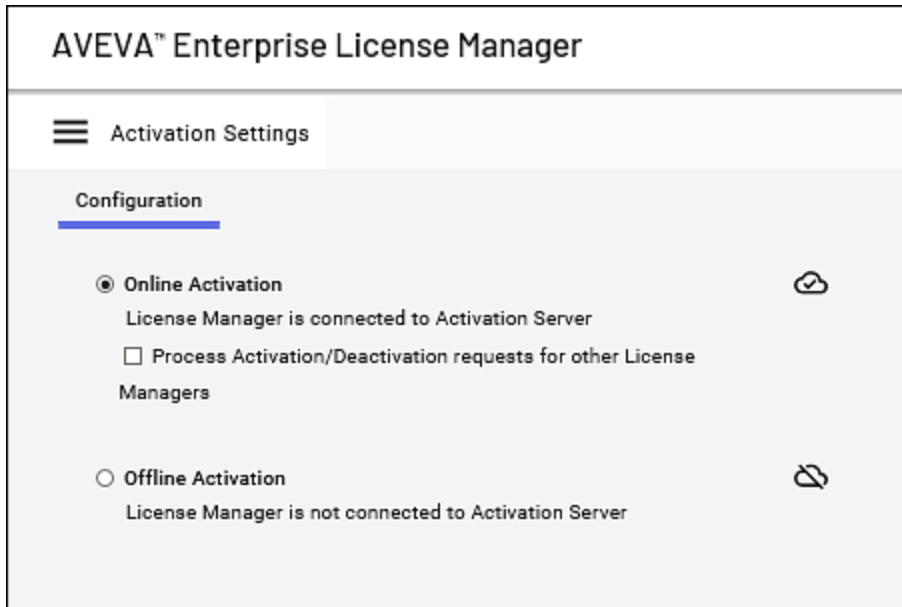 AVEVA™ Enterprise License Manager
Activation Settings
Configuration
Online Activation
License Manager is connected to Activation Server
Process Activation/Deactivation requests for other License
Managers
Offline Activation
License Manager is not connected to Activation Server